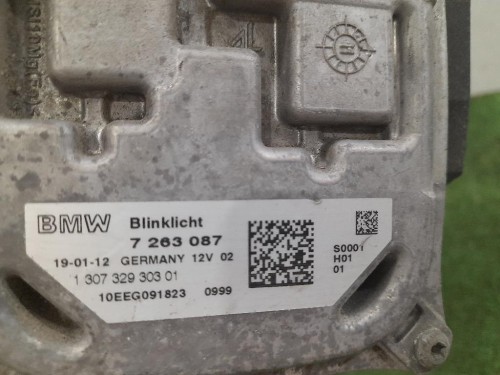 BMW Blinklicht
7 263 087
19-01-12 GERMANY 12V 02
1 307 329 303 01
10EEG091823 0999
S0001
H01
01